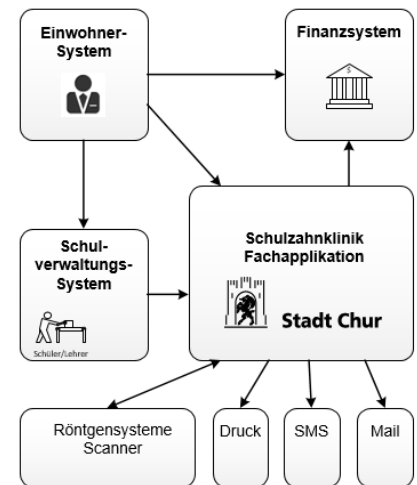 Einwohner-
System
Finanzsystem
$
Schul-
verwaltungs-
System
Schüler/Lehrer
Schulzahnklinik
Fachapplikation
Stadt Chur
Röntgensysteme
Scanner
Druck
SMS
Mail